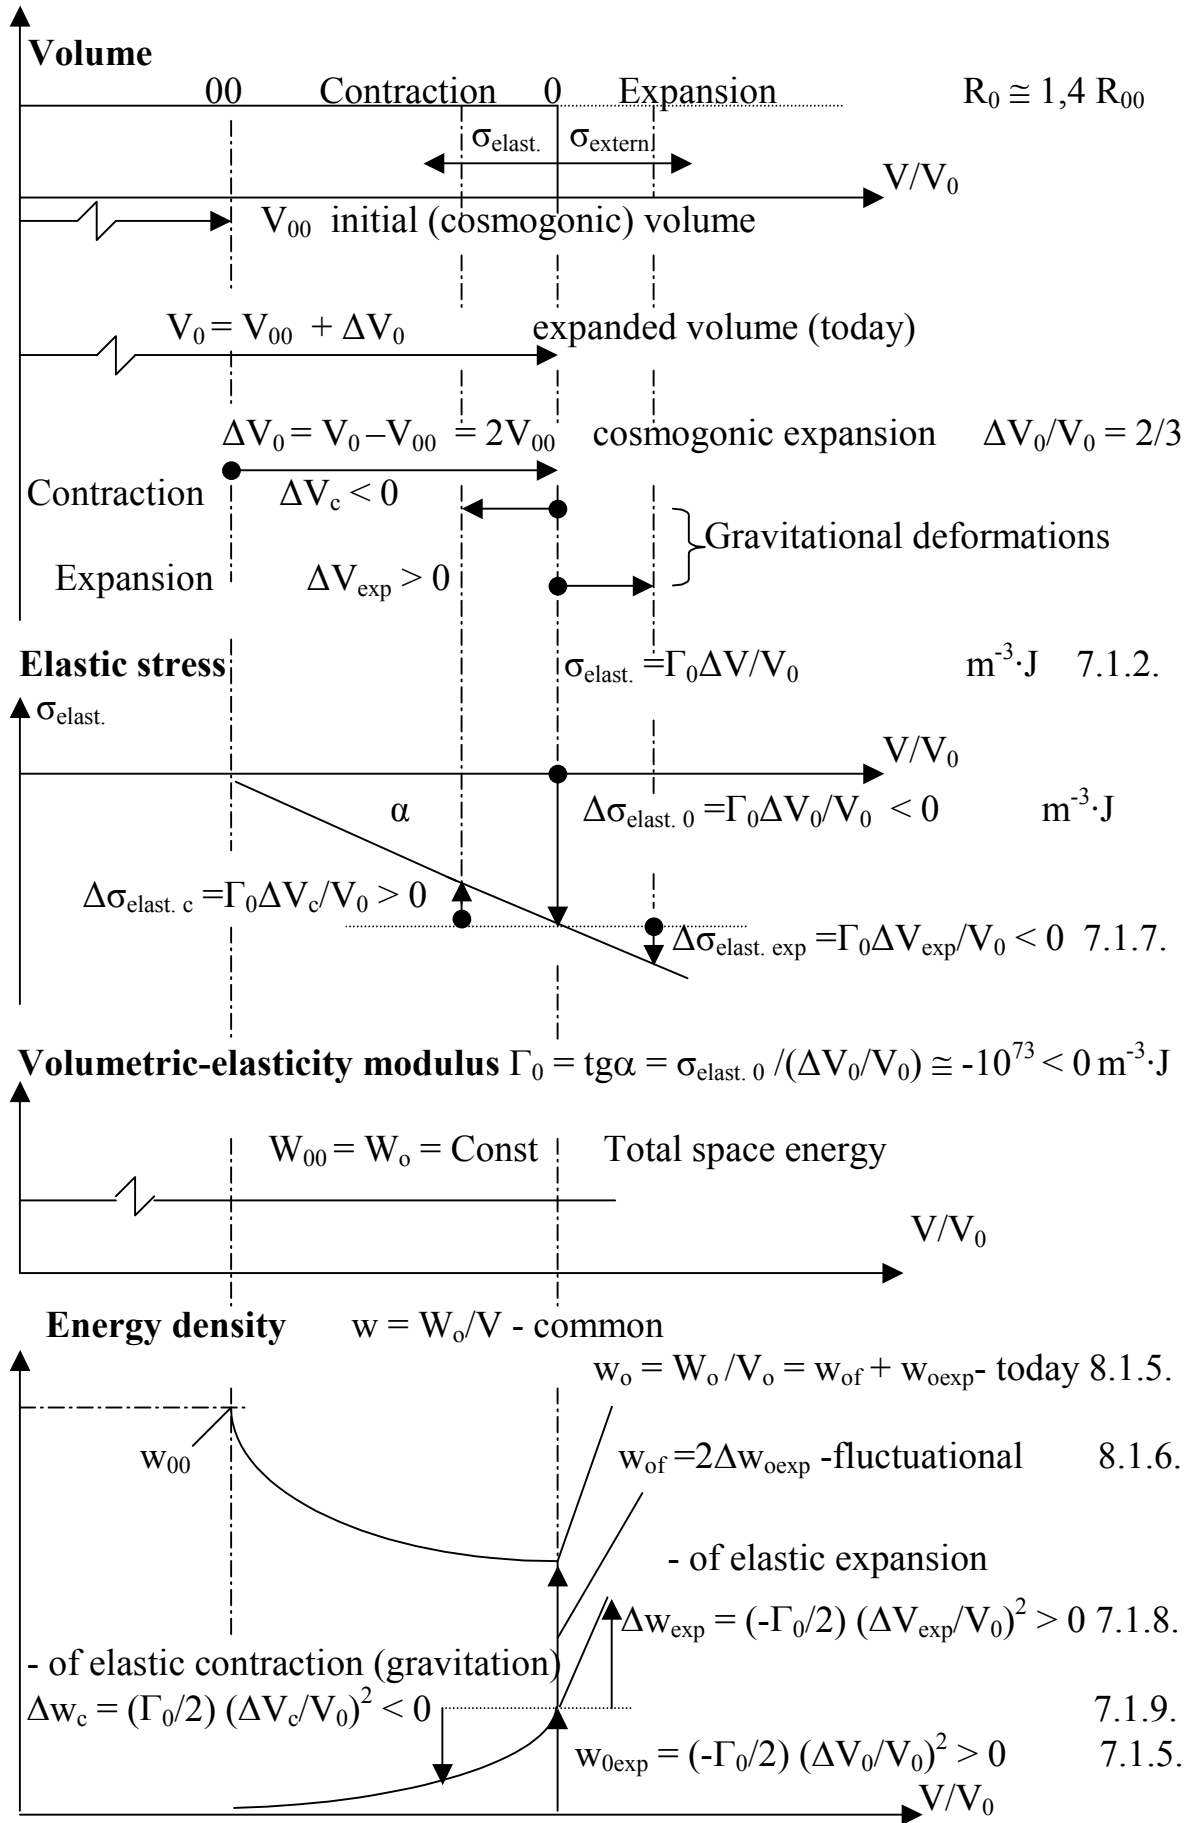 Volume
00 Contraction 0 Expansion R₀ ≅ 1,4 R₀₀
σelast. σextern.
V/V₀
V₀₀ initial (cosmogonic) volume
V₀ = V₀₀ + ΔV₀ expanded volume (today)
ΔV₀ = V₀ –V₀₀ = 2V₀₀ cosmogonic expansion ΔV₀/V₀ = 2/3
Contraction ΔVc < 0
Gravitational deformations
Expansion ΔVexp > 0
Elastic stress σelast. =Γ₀ΔV/V₀ m⁻³·J 7.1.2.
σelast.
V/V₀
α Δσelast. 0 =Γ₀ΔV₀/V₀ < 0 m⁻³·J
Δσelast. c =Γ₀ΔVc/V₀ > 0
Δσelast. exp =Γ₀ΔVexp/V₀ < 0 7.1.7.
Volumetric-elasticity modulus Γ₀ = tgα = σelast. 0 /(ΔV₀/V₀) ≅ -10⁷³ < 0 m⁻³·J
W₀₀ = Wₒ = Const Total space energy
V/V₀
Energy density w = Wₒ/V - common
wₒ = Wₒ/Vₒ = wof + woexp- today 8.1.5.
w₀₀ wof =2Δwoexp -fluctuational 8.1.6.
- of elastic expansion
Δwexp = (-Γ₀/2) (ΔVexp/V₀)² > 0 7.1.8.
- of elastic contraction (gravitation)
Δwc = (Γ₀/2) (ΔVc/V₀)² < 0 7.1.9.
w0exp = (-Γ₀/2) (ΔV₀/V₀)² > 0 7.1.5.
V/V₀